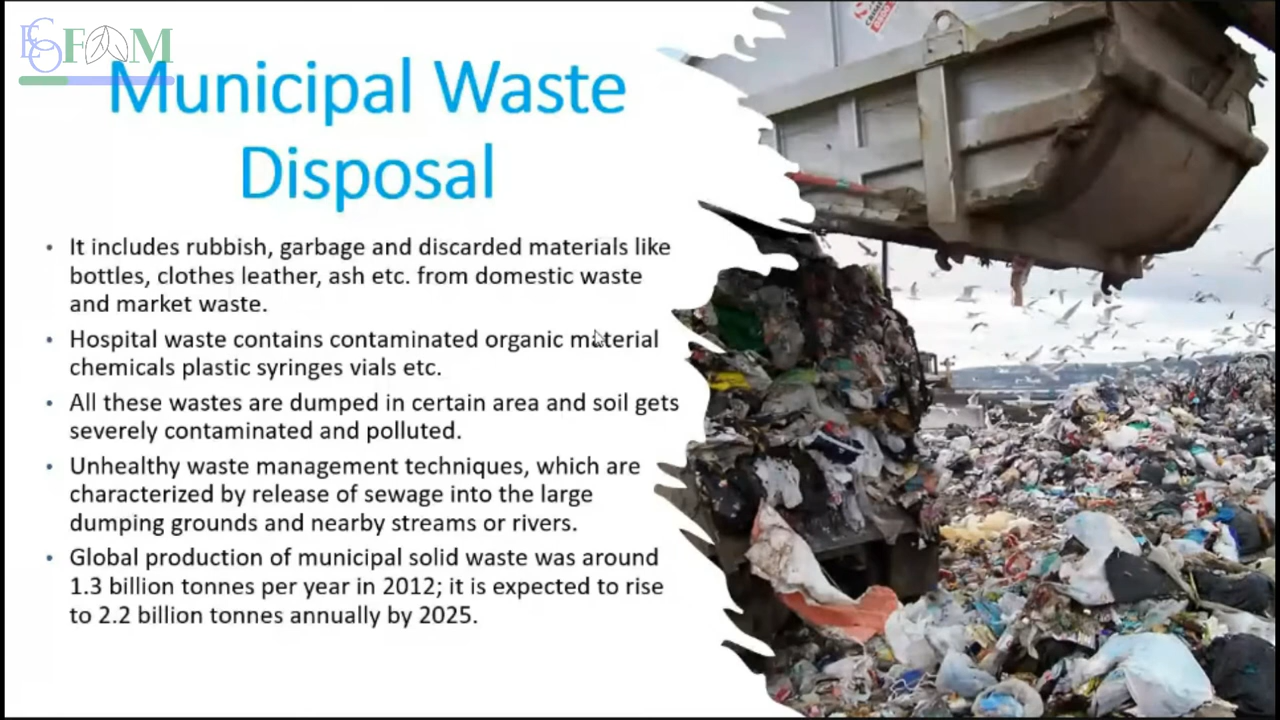 ECOFAM
Municipal Waste
Disposal
• It includes rubbish, garbage and discarded materials like
bottles, clothes leather, ash etc. from domestic waste
and market waste.
• Hospital waste contains contaminated organic material
chemicals plastic syringes vials etc.
• All these wastes are dumped in certain area and soil gets
severely contaminated and polluted.
• Unhealthy waste management techniques, which are
characterized by release of sewage into the large
dumping grounds and nearby streams or rivers.
• Global production of municipal solid waste was around
1.3 billion tonnes per year in 2012; it is expected to rise
to 2.2 billion tonnes annually by 2025.